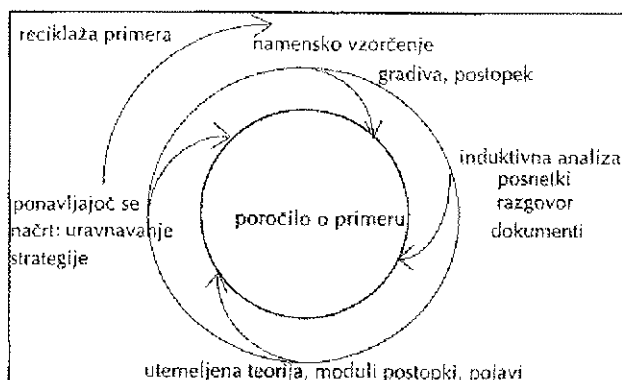 reciklaža primera
namensko vzorčenje
gradiva, postopek
induktivna analiza
posnetki
razgovor
dokumenti
ponavljajoč se
načrt: uravnavanje
strategije
poročilo o primeru
utemeljena teorija, moduli postopki, pojavi